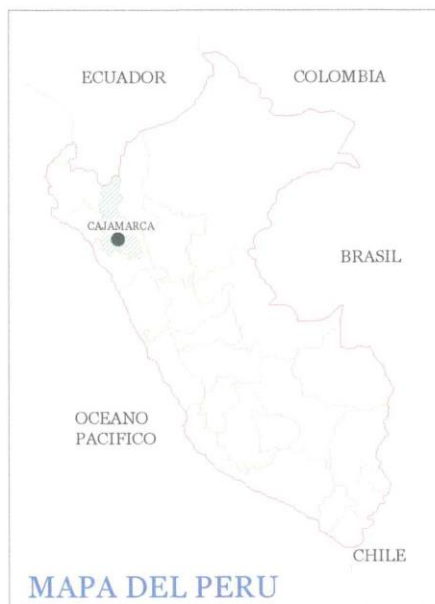 ECUADOR
COLOMBIA
CAJAMARCA
BRASIL
OCEANO
PACIFICO
CHILE
MAPA DEL PERU